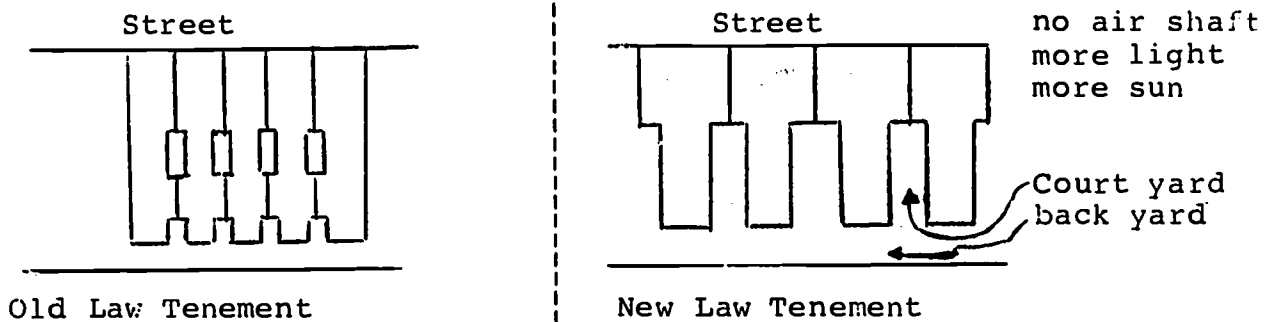 Street
Old Law Tenement
Street
no air shaft
more light
more sun
Court yard
back yard
New Law Tenement